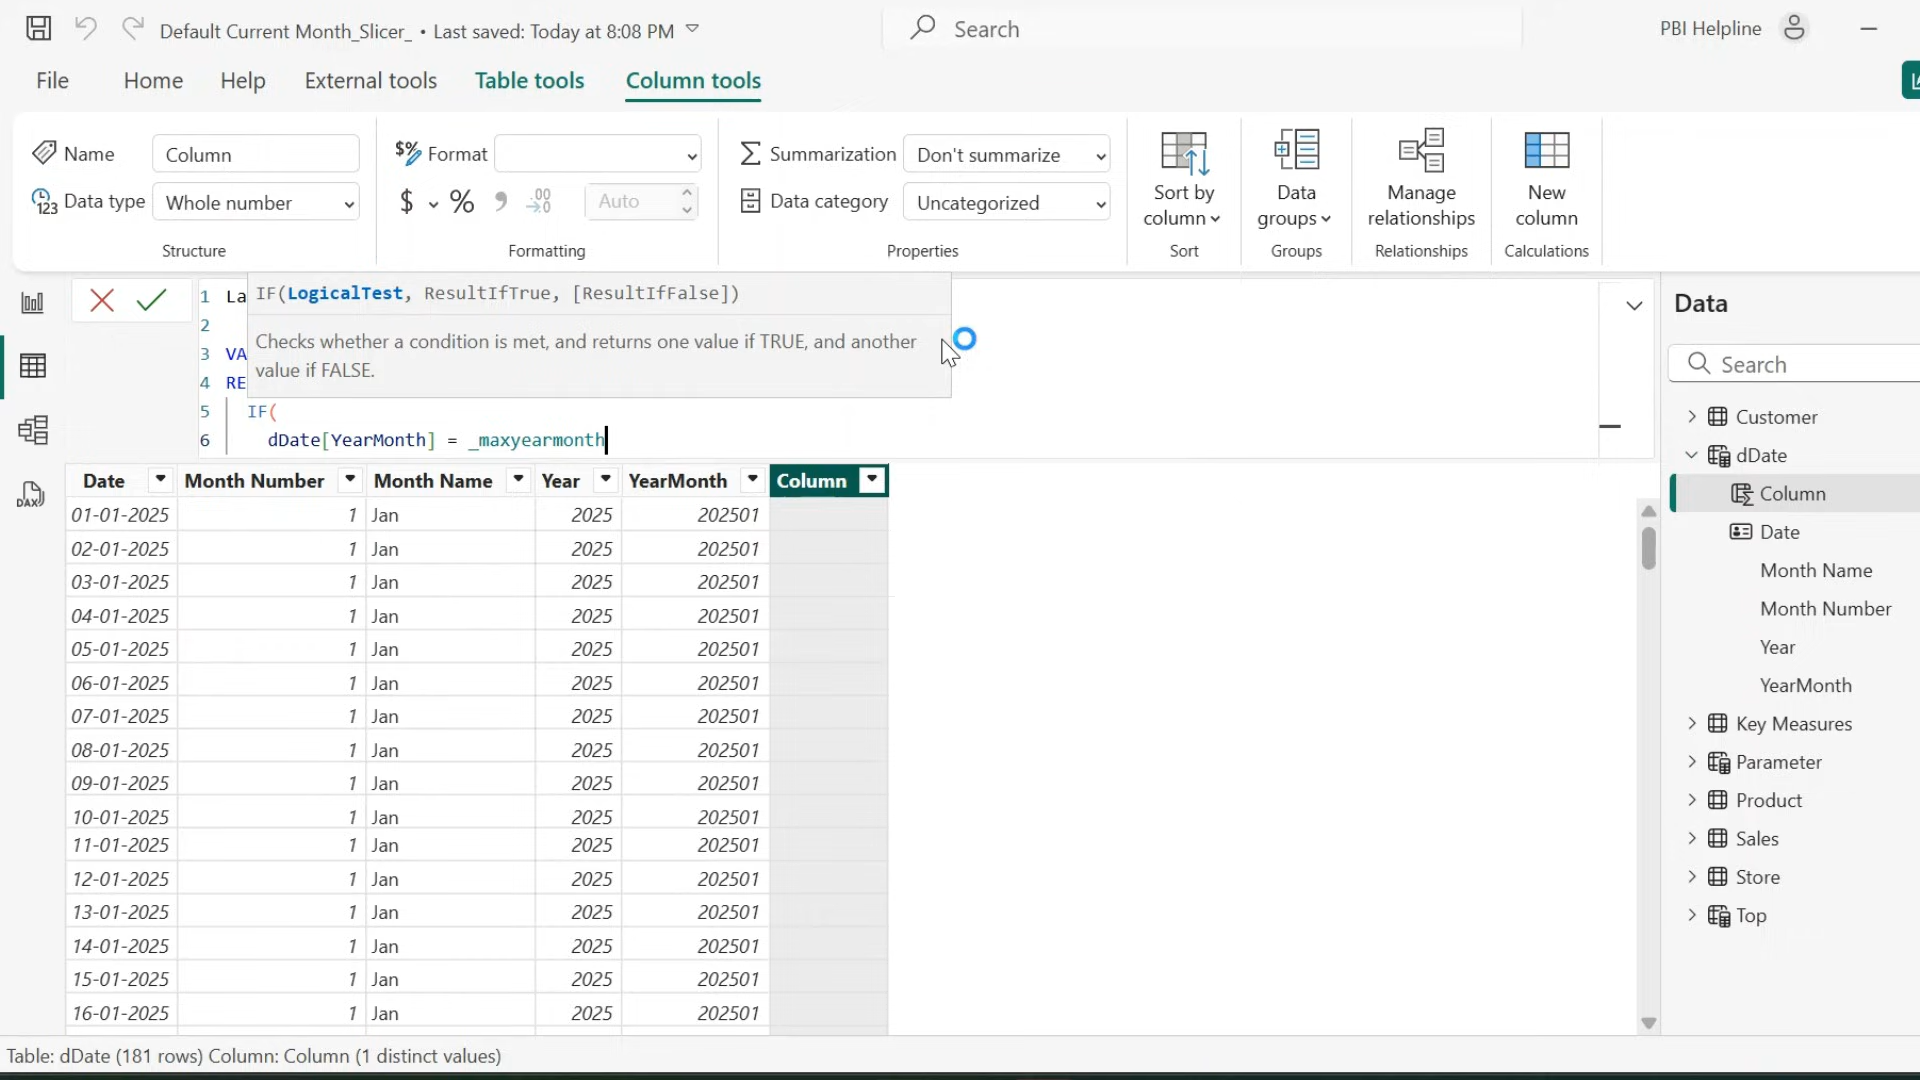 Default Current Month_Slicer_ • Last saved: Today at 8:08 PM
Search
PBI Helpline
File Home Help External tools Table tools Column tools
Name Column
Data type Whole number
Structure
Format
$ % , .00 Auto
Formatting
Summarization Don't summarize
Data category Uncategorized
Properties
Sort by column
Sort
Data groups
Groups
Manage relationships
Relationships
New column
Calculations
1 La
2
3 VA
4 RE
5 IF(
6 dDate[YearMonth] = _maxyearmonth
IF(LogicalTest, ResultIfTrue, [ResultIfFalse])
Checks whether a condition is met, and returns one value if TRUE, and another
value if FALSE.
Date Month Number Month Name Year YearMonth Column
01-01-2025 1 Jan 2025 202501
02-01-2025 1 Jan 2025 202501
03-01-2025 1 Jan 2025 202501
04-01-2025 1 Jan 2025 202501
05-01-2025 1 Jan 2025 202501
06-01-2025 1 Jan 2025 202501
07-01-2025 1 Jan 2025 202501
08-01-2025 1 Jan 2025 202501
09-01-2025 1 Jan 2025 202501
10-01-2025 1 Jan 2025 202501
11-01-2025 1 Jan 2025 202501
12-01-2025 1 Jan 2025 202501
13-01-2025 1 Jan 2025 202501
14-01-2025 1 Jan 2025 202501
15-01-2025 1 Jan 2025 202501
16-01-2025 1 Jan 2025 202501
DAX
Data
Search
Customer
dDate
Column
Date
Month Name
Month Number
Year
YearMonth
Key Measures
Parameter
Product
Sales
Store
Top
Table: dDate (181 rows) Column: Column (1 distinct values)